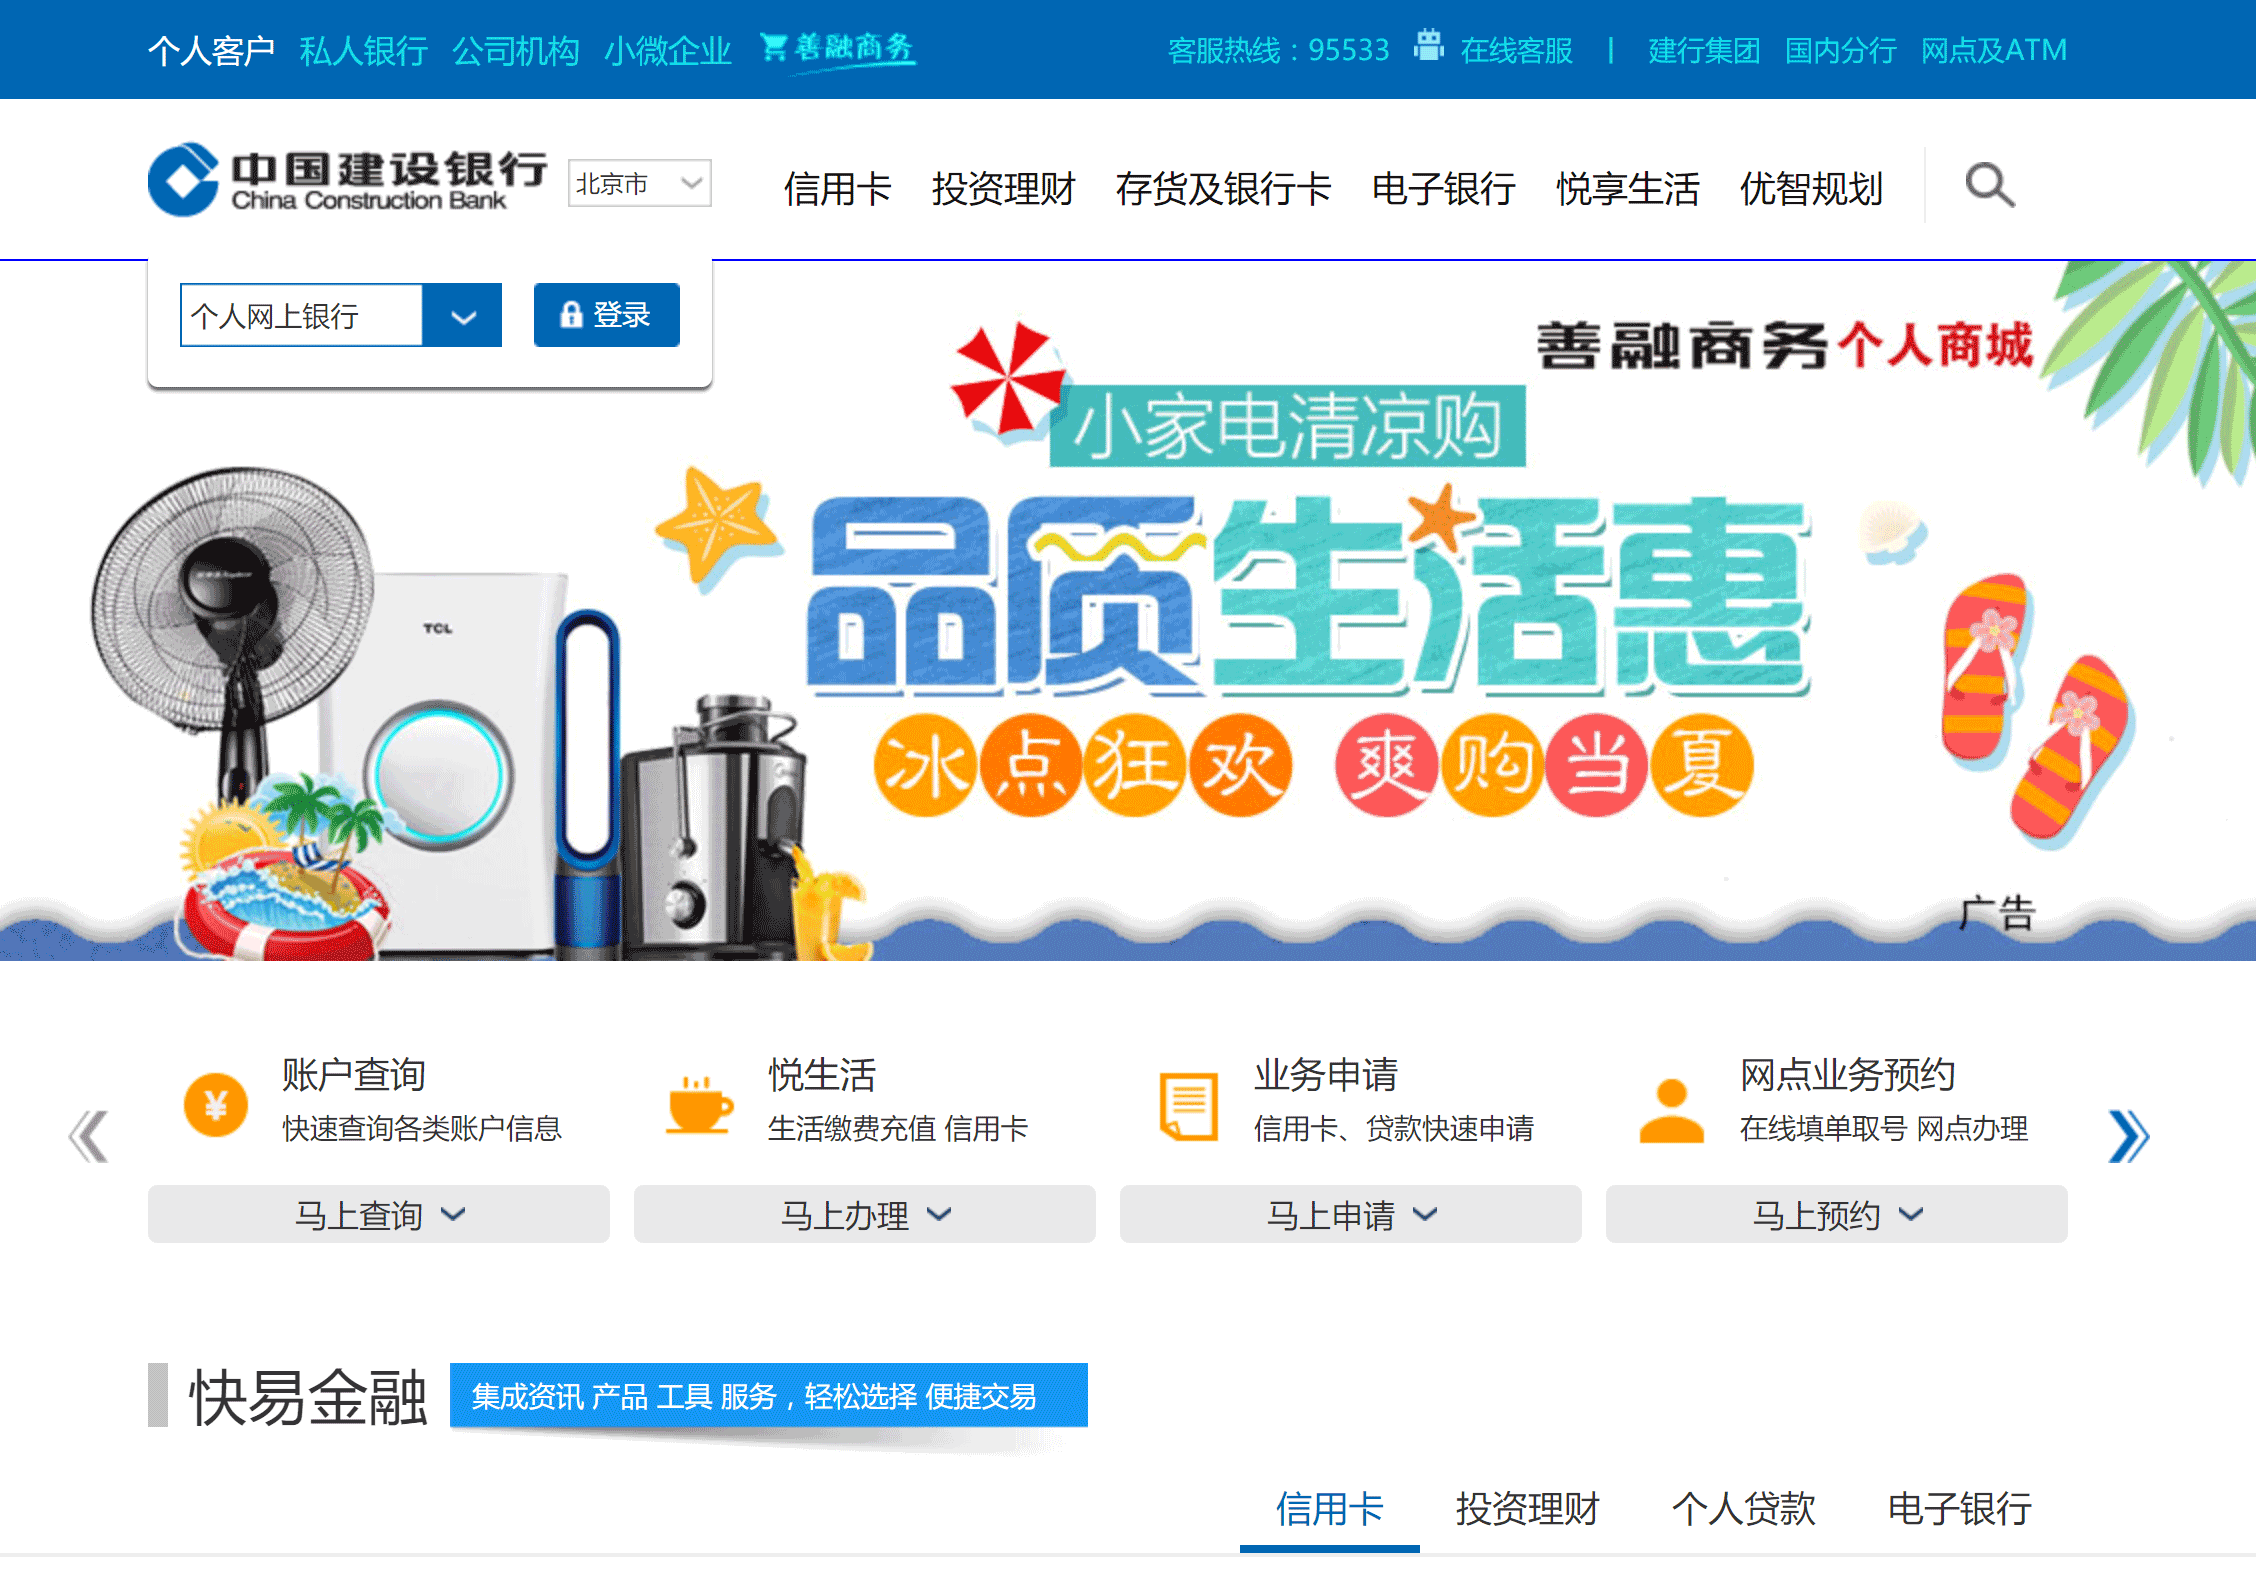 个人客户 私人银行 公司机构 小微企业 善融商务 客服热线：95533 在线客服 | 建行集团 国内分行 网点及ATM
中国建设银行
China Construction Bank
北京市
信用卡 投资理财 存货及银行卡 电子银行 悦享生活 优智规划
个人网上银行 登录
善融商务个人商城
小家电清凉购
品质生活惠
TCL
冰点狂欢 爽购当夏
广告
账户查询 悦生活 业务申请 网点业务预约
快速查询各类账户信息 生活缴费充值 信用卡 信用卡、贷款快速申请 在线填单取号 网点办理
马上查询 马上办理 马上申请 马上预约
快易金融 集成资讯 产品 工具 服务，轻松选择 便捷交易
信用卡 投资理财 个人贷款 电子银行